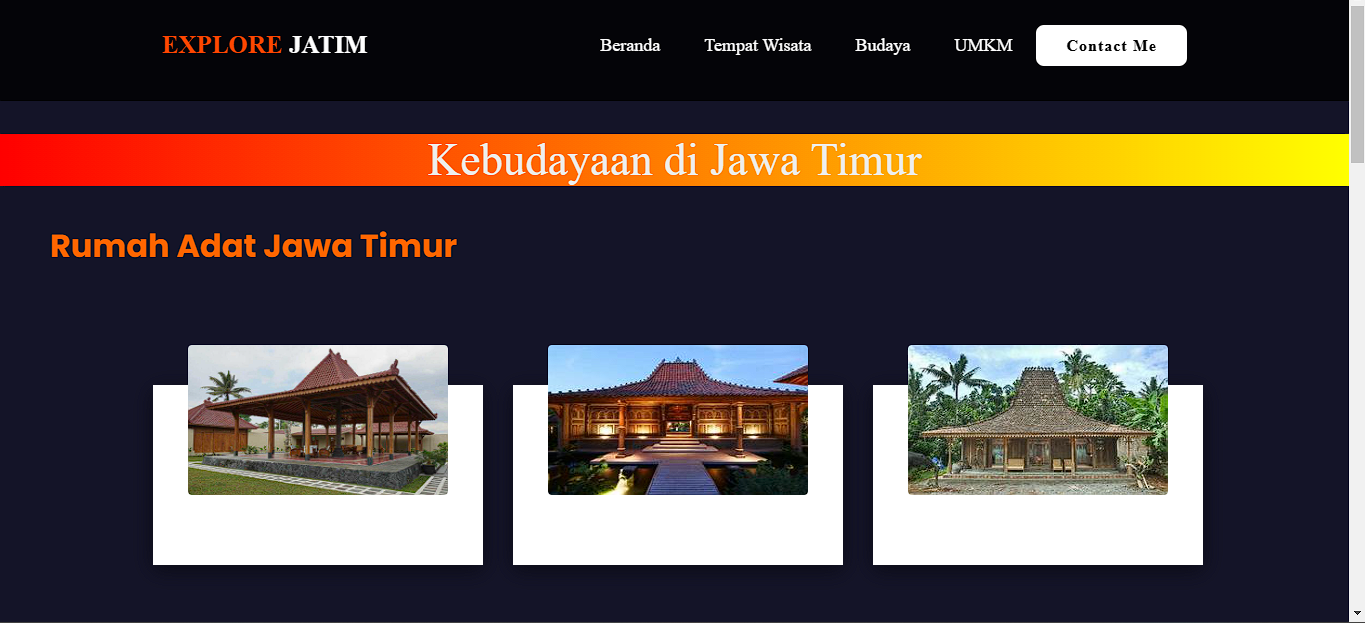 EXPLORE JATIM
Beranda
Tempat Wisata
Budaya
UMKM
Contact Me
Kebudayaan di Jawa Timur
Rumah Adat Jawa Timur